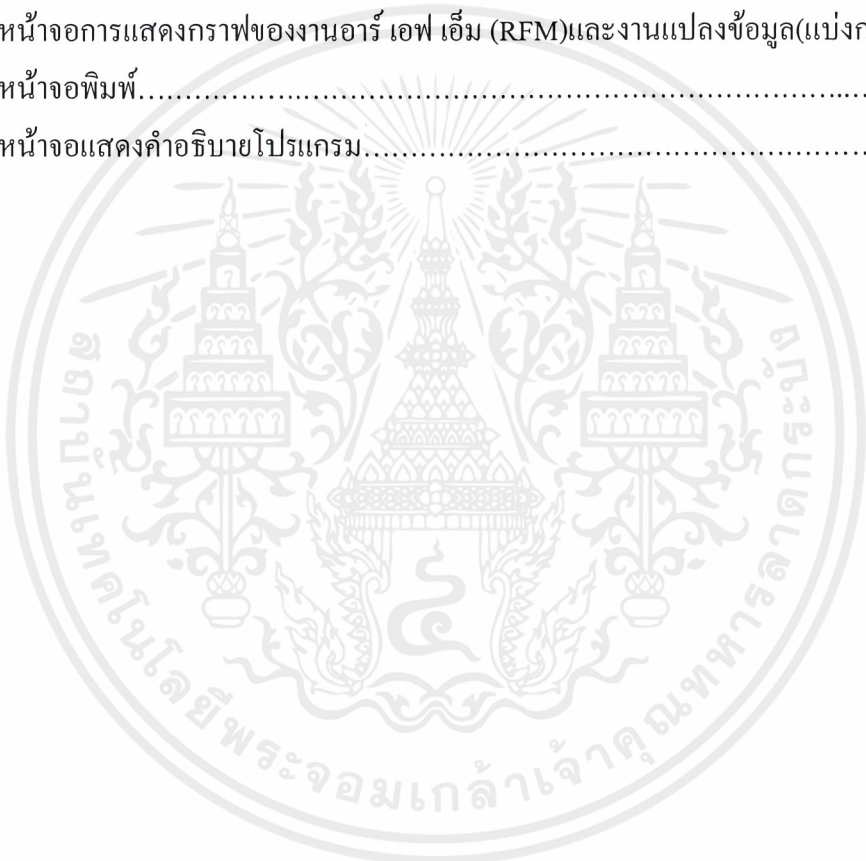 หน้าจอการแสดงกราฟของงานอาร์ เอฟ เอ็ม (RFM)และงานแปลงข้อมูล(แบ่งก
หน้าจอพิมพ์.......................................................................................
หน้าจอแสดงคำอธิบายโปรแกรม...............................................................
สถาบันเทคโนโลยีพระจอมเกล้าเจ้าคุณทหารลาดกระบัง